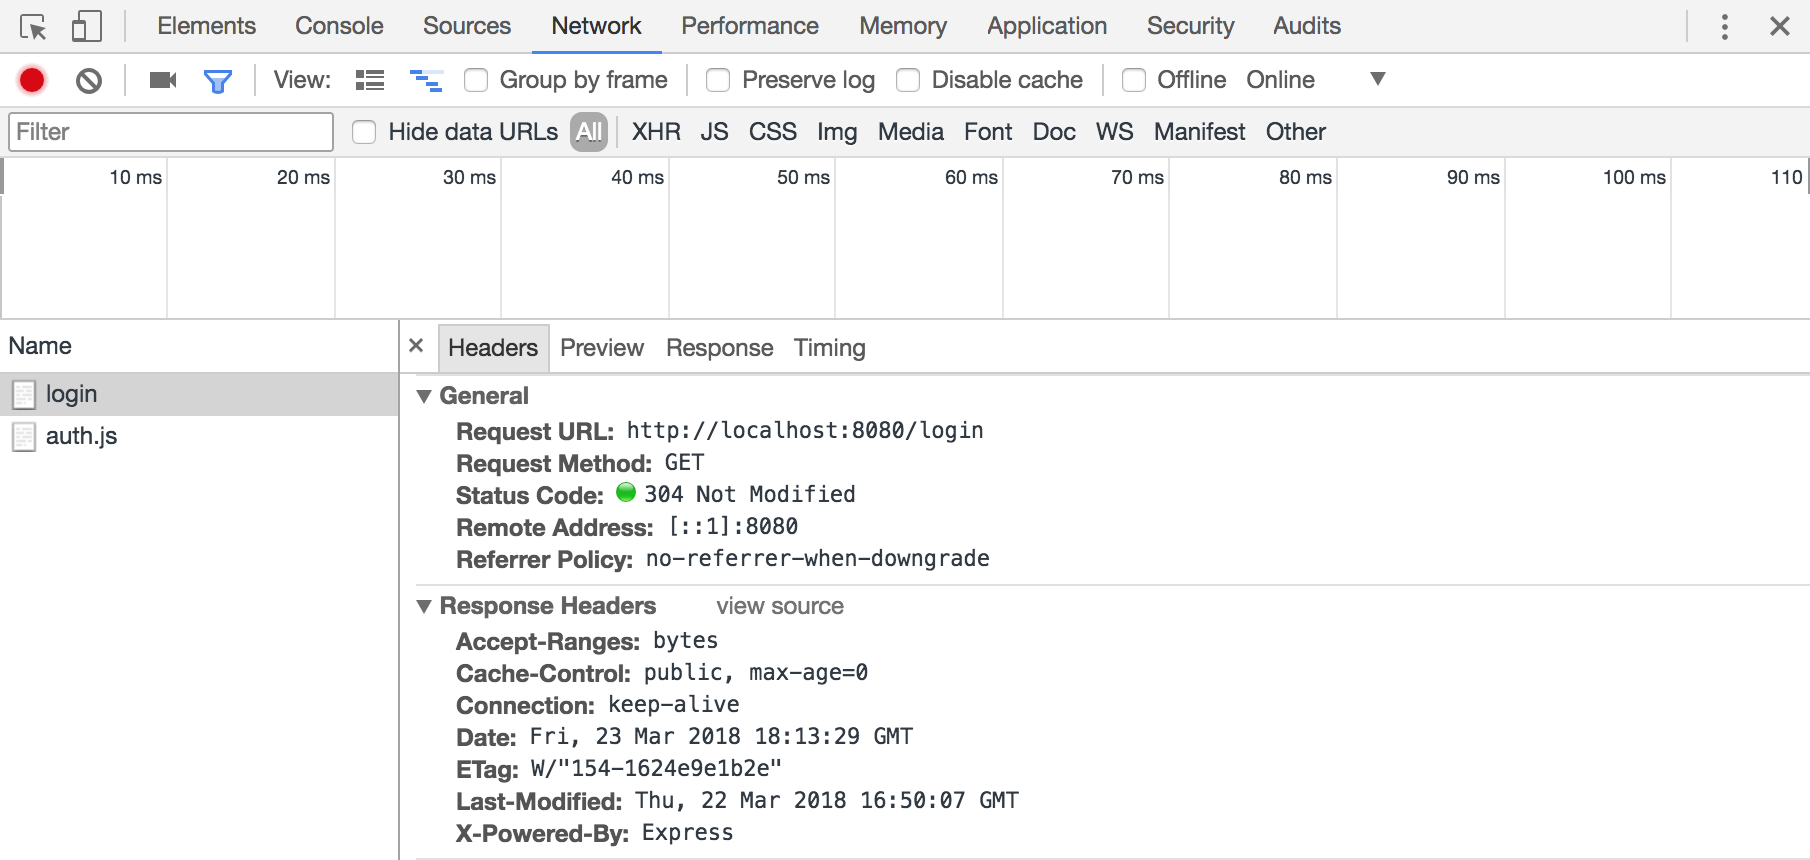 Elements Console Sources Network Performance Memory Application Security Audits
View: Group by frame Preserve log Disable cache Offline Online
Filter Hide data URLs All XHR JS CSS Img Media Font Doc WS Manifest Other
10 ms 20 ms 30 ms 40 ms 50 ms 60 ms 70 ms 80 ms 90 ms 100 ms 110
Name
login
auth.js
Headers Preview Response Timing
General
Request URL: http://localhost:8080/login
Request Method: GET
Status Code: 304 Not Modified
Remote Address: [::1]:8080
Referrer Policy: no-referrer-when-downgrade
Response Headers view source
Accept-Ranges: bytes
Cache-Control: public, max-age=0
Connection: keep-alive
Date: Fri, 23 Mar 2018 18:13:29 GMT
ETag: W/"154-1624e9e1b2e"
Last-Modified: Thu, 22 Mar 2018 16:50:07 GMT
X-Powered-By: Express